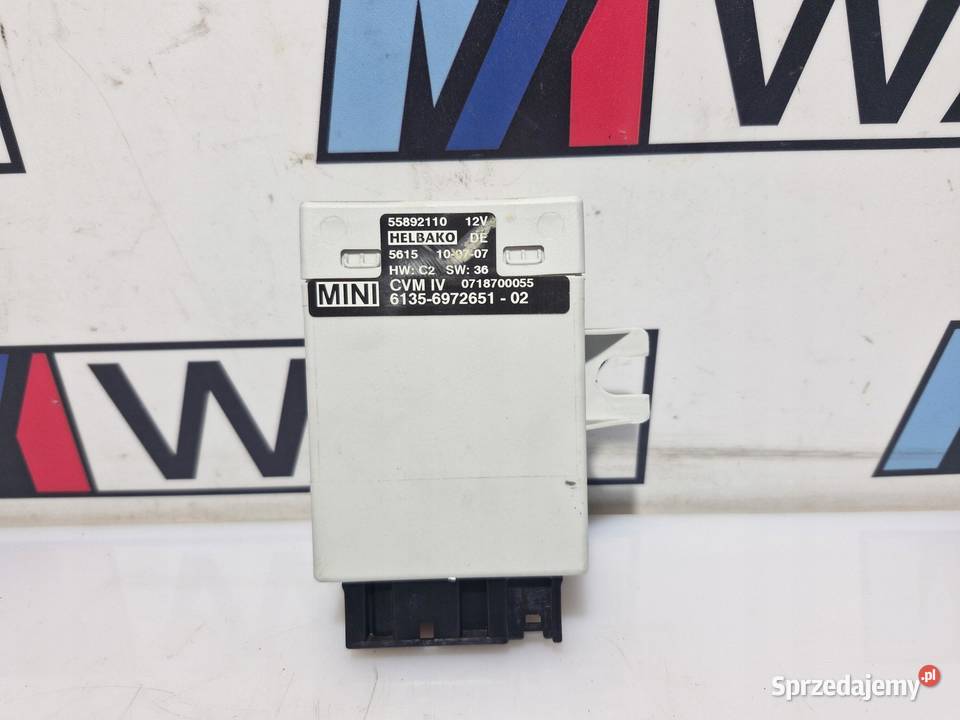 55892110 12V
HELBAKO DE
5615 10-07-07
HW: C2 SW: 36
MINI CVM IV 0718700055
6135-6972651 - 02
W
W
Sprzedajemy.pl